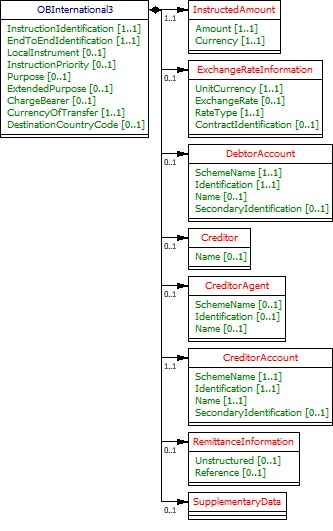 OBInternational3
InstructionIdentification [1..1]
EndToEndIdentification [1..1]
LocalInstrument [0..1]
InstructionPriority [0..1]
Purpose [0..1]
ExtendedPurpose [0..1]
ChargeBearer [0..1]
CurrencyOfTransfer [1..1]
DestinationCountryCode [0..1]
1..1
InstructedAmount
Amount [1..1]
Currency [1..1]
0..1
ExchangeRateInformation
UnitCurrency [1..1]
ExchangeRate [0..1]
RateType [1..1]
ContractIdentification [0..1]
0..1
DebtorAccount
SchemeName [1..1]
Identification [1..1]
Name [0..1]
SecondaryIdentification [0..1]
0..1
Creditor
Name [0..1]
0..1
CreditorAgent
SchemeName [0..1]
Identification [0..1]
Name [0..1]
1..1
CreditorAccount
SchemeName [1..1]
Identification [1..1]
Name [1..1]
SecondaryIdentification [0..1]
0..1
RemittanceInformation
Unstructured [0..1]
Reference [0..1]
0..1
SupplementaryData